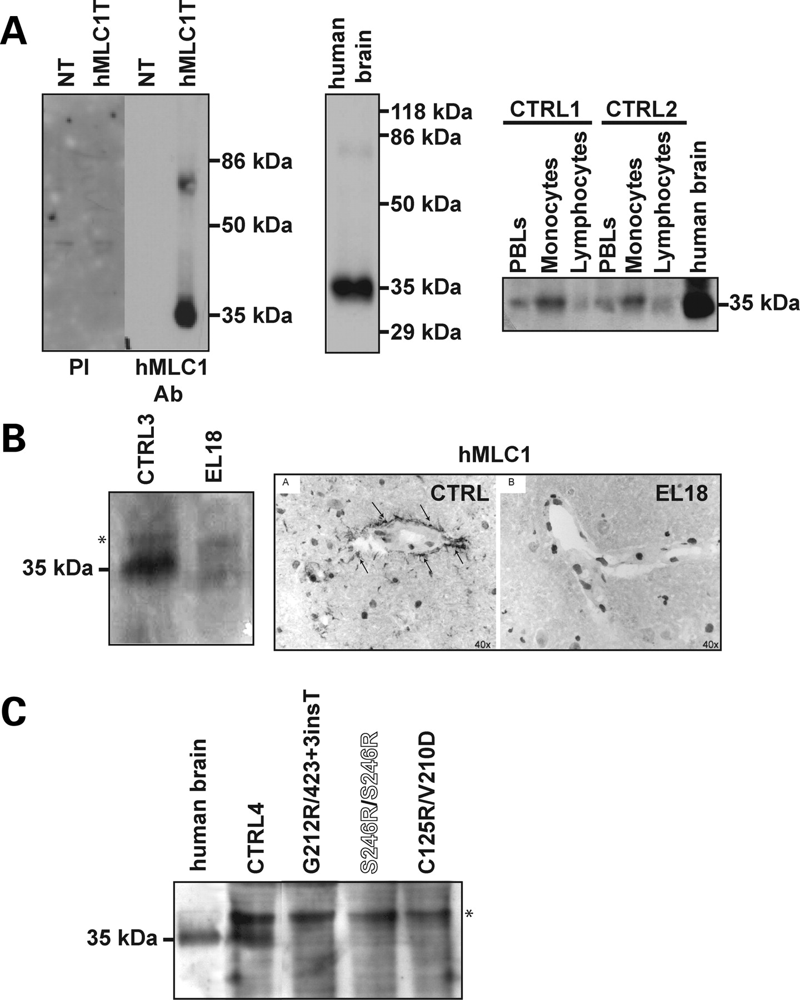 A
NT
hMLC1T
NT
hMLC1T
86 kDa
50 kDa
35 kDa
PI
hMLC1
Ab
human
brain
118 kDa
86 kDa
50 kDa
35 kDa
29 kDa
CTRL1
CTRL2
PBLs
Monocytes
Lymphocytes
PBLs
Monocytes
Lymphocytes
human brain
35 kDa
B
CTRL3
EL18
*
35 kDa
hMLC1
A
CTRL
40x
B
EL18
40x
C
human brain
CTRL4
G212R/423+3insT
S246R/S246R
C125R/V210D
35 kDa
*